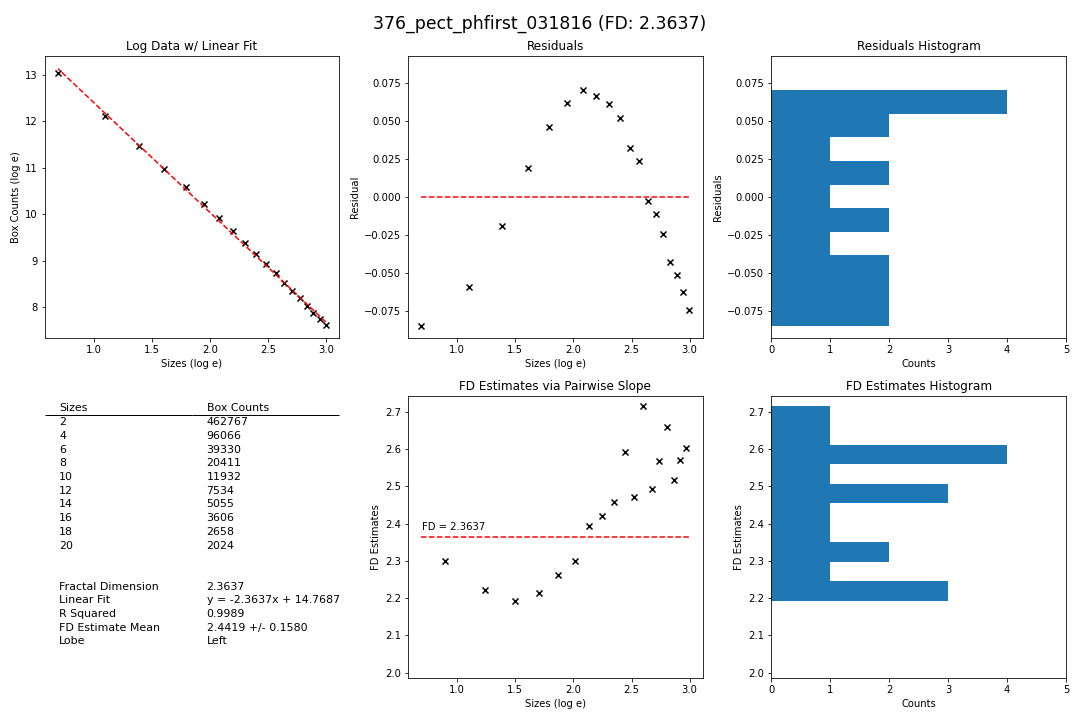 376_pect_phfirst_031816 (FD: 2.3637)
Log Data w/ Linear Fit
13
12
11
10
9
8
Box Counts (log e)
1.0 1.5 2.0 2.5 3.0
Sizes (log e)
Residuals
0.075
0.050
0.025
0.000
−0.025
−0.050
−0.075
Residual
1.0 1.5 2.0 2.5 3.0
Sizes (log e)
Residuals Histogram
0.075
0.050
0.025
0.000
−0.025
−0.050
−0.075
Residuals
0 1 2 3 4 5
Counts
Sizes Box Counts
2 462767
4 96066
6 39330
8 20411
10 11932
12 7534
14 5055
16 3606
18 2658
20 2024
Fractal Dimension 2.3637
Linear Fit y = -2.3637x + 14.7687
R Squared 0.9989
FD Estimate Mean 2.4419 +/- 0.1580
Lobe Left
FD Estimates via Pairwise Slope
2.7
2.6
2.5
2.4
2.3
2.2
2.1
2.0
FD Estimates
FD = 2.3637
1.0 1.5 2.0 2.5 3.0
Sizes (log e)
FD Estimates Histogram
2.7
2.6
2.5
2.4
2.3
2.2
2.1
2.0
FD Estimates
0 1 2 3 4 5
Counts